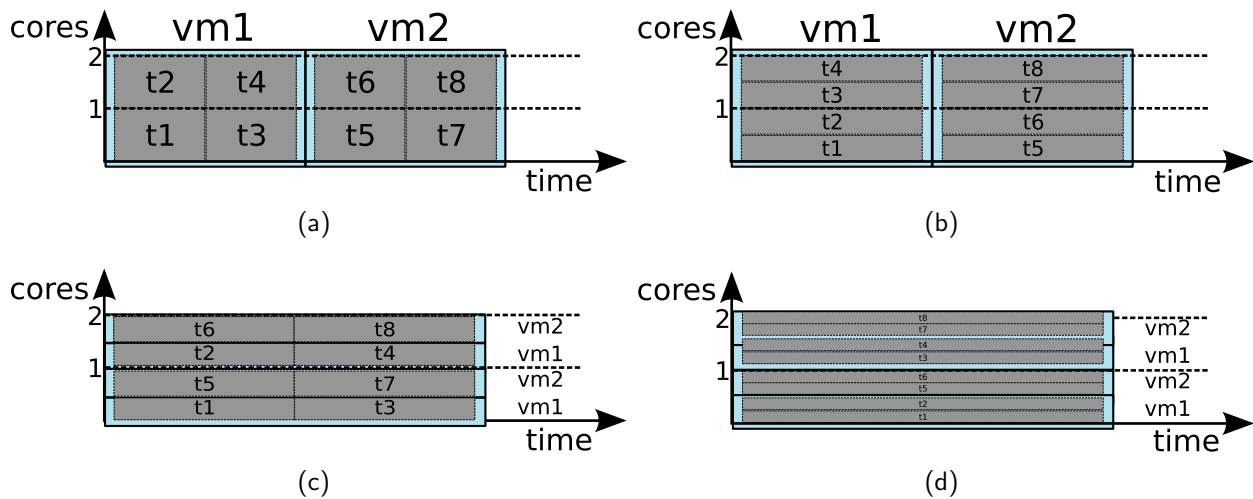 cores
vm1 vm2
2
t2 t4 t6 t8
1
t1 t3 t5 t7
time
(a)
cores
vm1 vm2
2
t4 t8
t3 t7
1
t2 t6
t1 t5
time
(b)
cores
2
t6 t8 vm2
t2 t4 vm1
1
t5 t7 vm2
t1 t3 vm1
time
(c)
cores
2
t8
t7
vm2
t4
t3
vm1
1
t6
t5
vm2
t2
t1
vm1
time
(d)